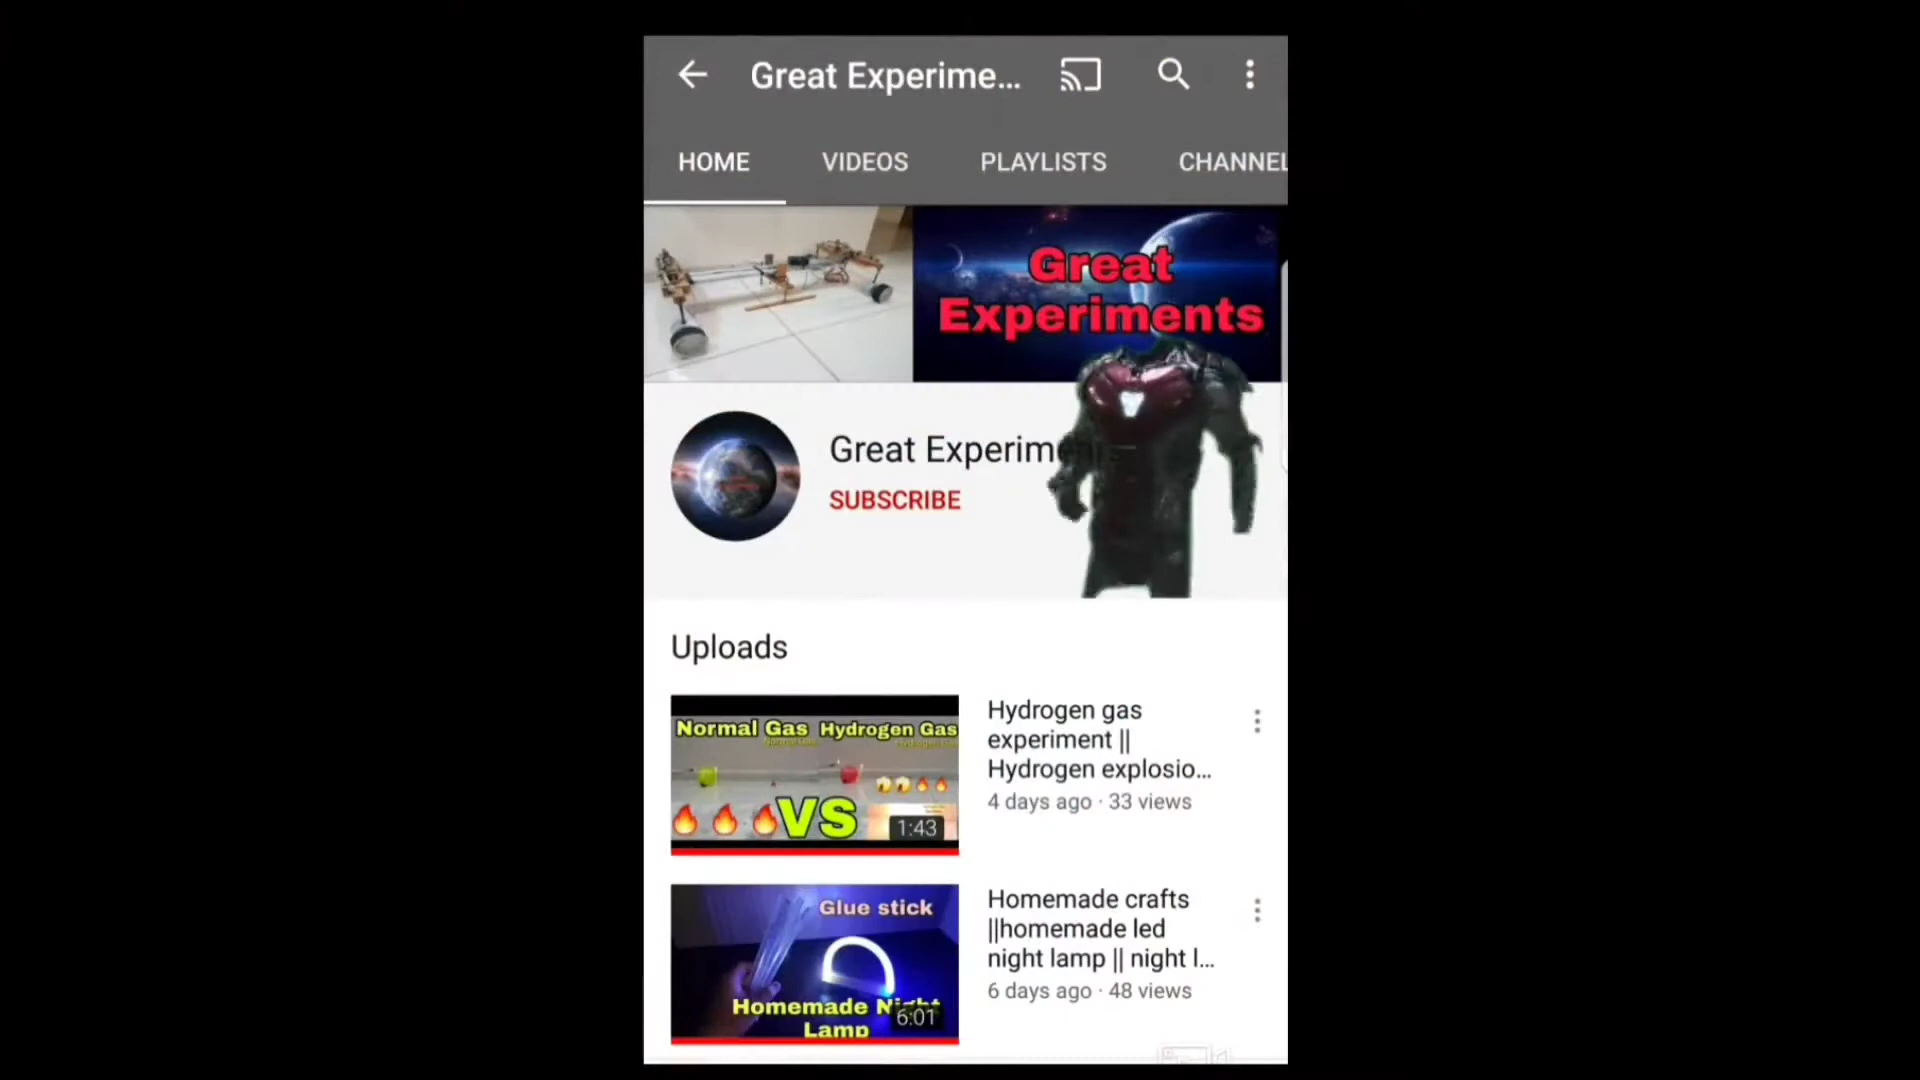 Great Experime...
HOME VIDEOS PLAYLISTS CHANNEL
Great
Experiments
Great Experim
SUBSCRIBE
Uploads
Normal Gas Hydrogen Gas
VS
1:43
Hydrogen gas
experiment ||
Hydrogen explosio...
4 days ago · 33 views
Glue stick
Homemade Night
Lamp
6:01
Homemade crafts
||homemade led
night lamp || night l...
6 days ago · 48 views